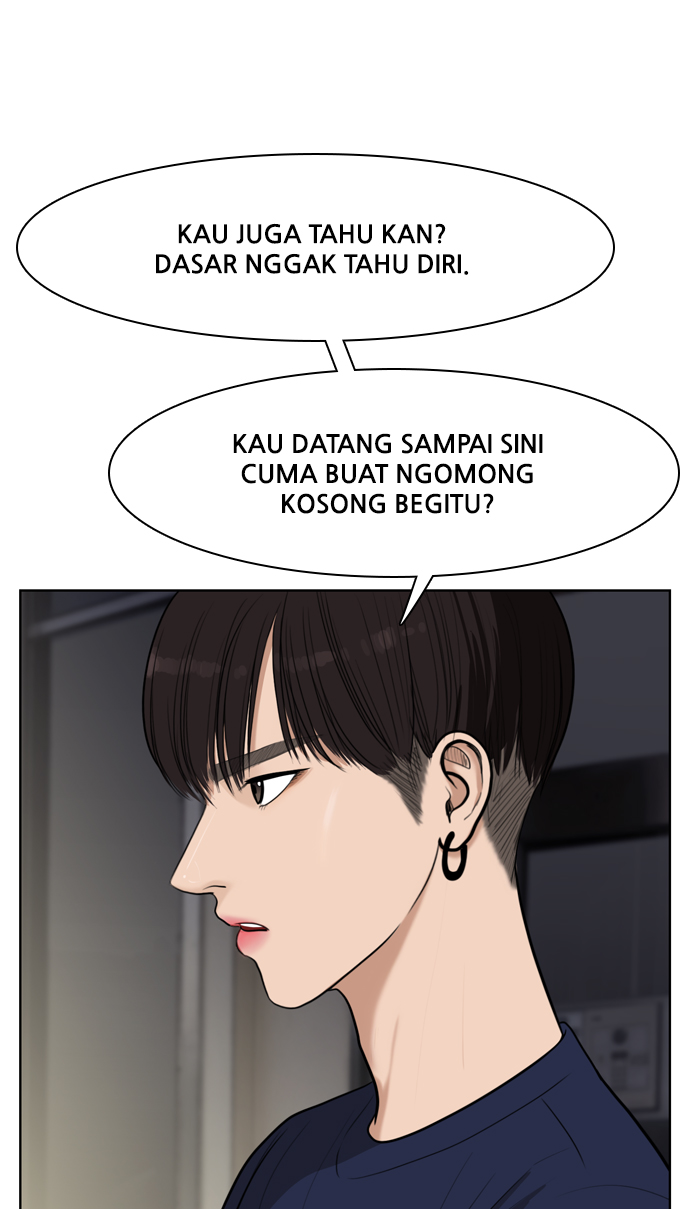 KAU JUGA TAHU KAN?
DASAR NGGAK TAHU DIRI.
KAU DATANG SAMPAI SINI
CUMA BUAT NGOMONG
KOSONG BEGITU?